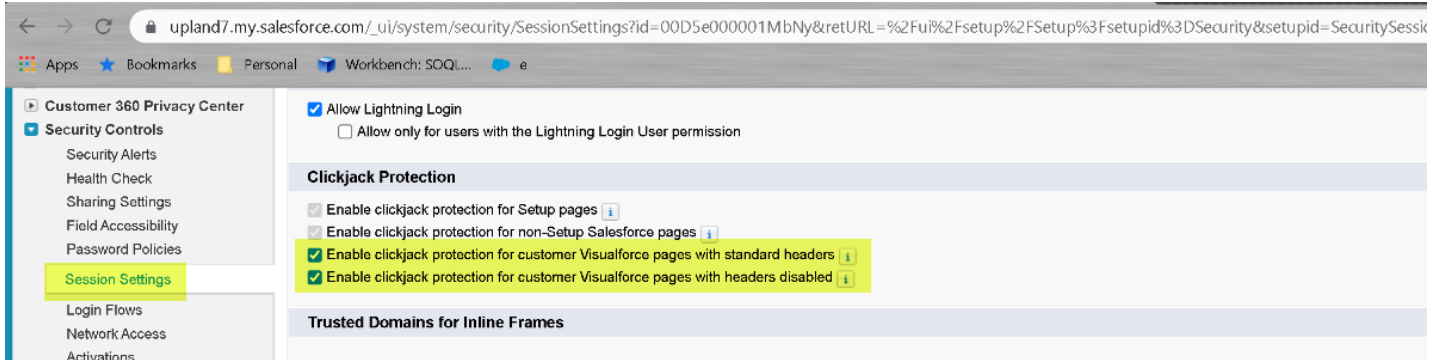 upland7.my.salesforce.com/_ui/system/security/SessionSettings?id=00D5e000001MbNy&retURL=%2Fui%2Fsetup%2FSetup%3Fsetupid%3DSecurity&setupid=SecuritySessic
Apps Bookmarks Personal Workbench: SOQL... e
Customer 360 Privacy Center
Security Controls
Security Alerts
Health Check
Sharing Settings
Field Accessibility
Password Policies
Session Settings
Login Flows
Network Access
Activations
Allow Lightning Login
Allow only for users with the Lightning Login User permission
Clickjack Protection
Enable clickjack protection for Setup pages i
Enable clickjack protection for non-Setup Salesforce pages i
Enable clickjack protection for customer Visualforce pages with standard headers i
Enable clickjack protection for customer Visualforce pages with headers disabled i
Trusted Domains for Inline Frames